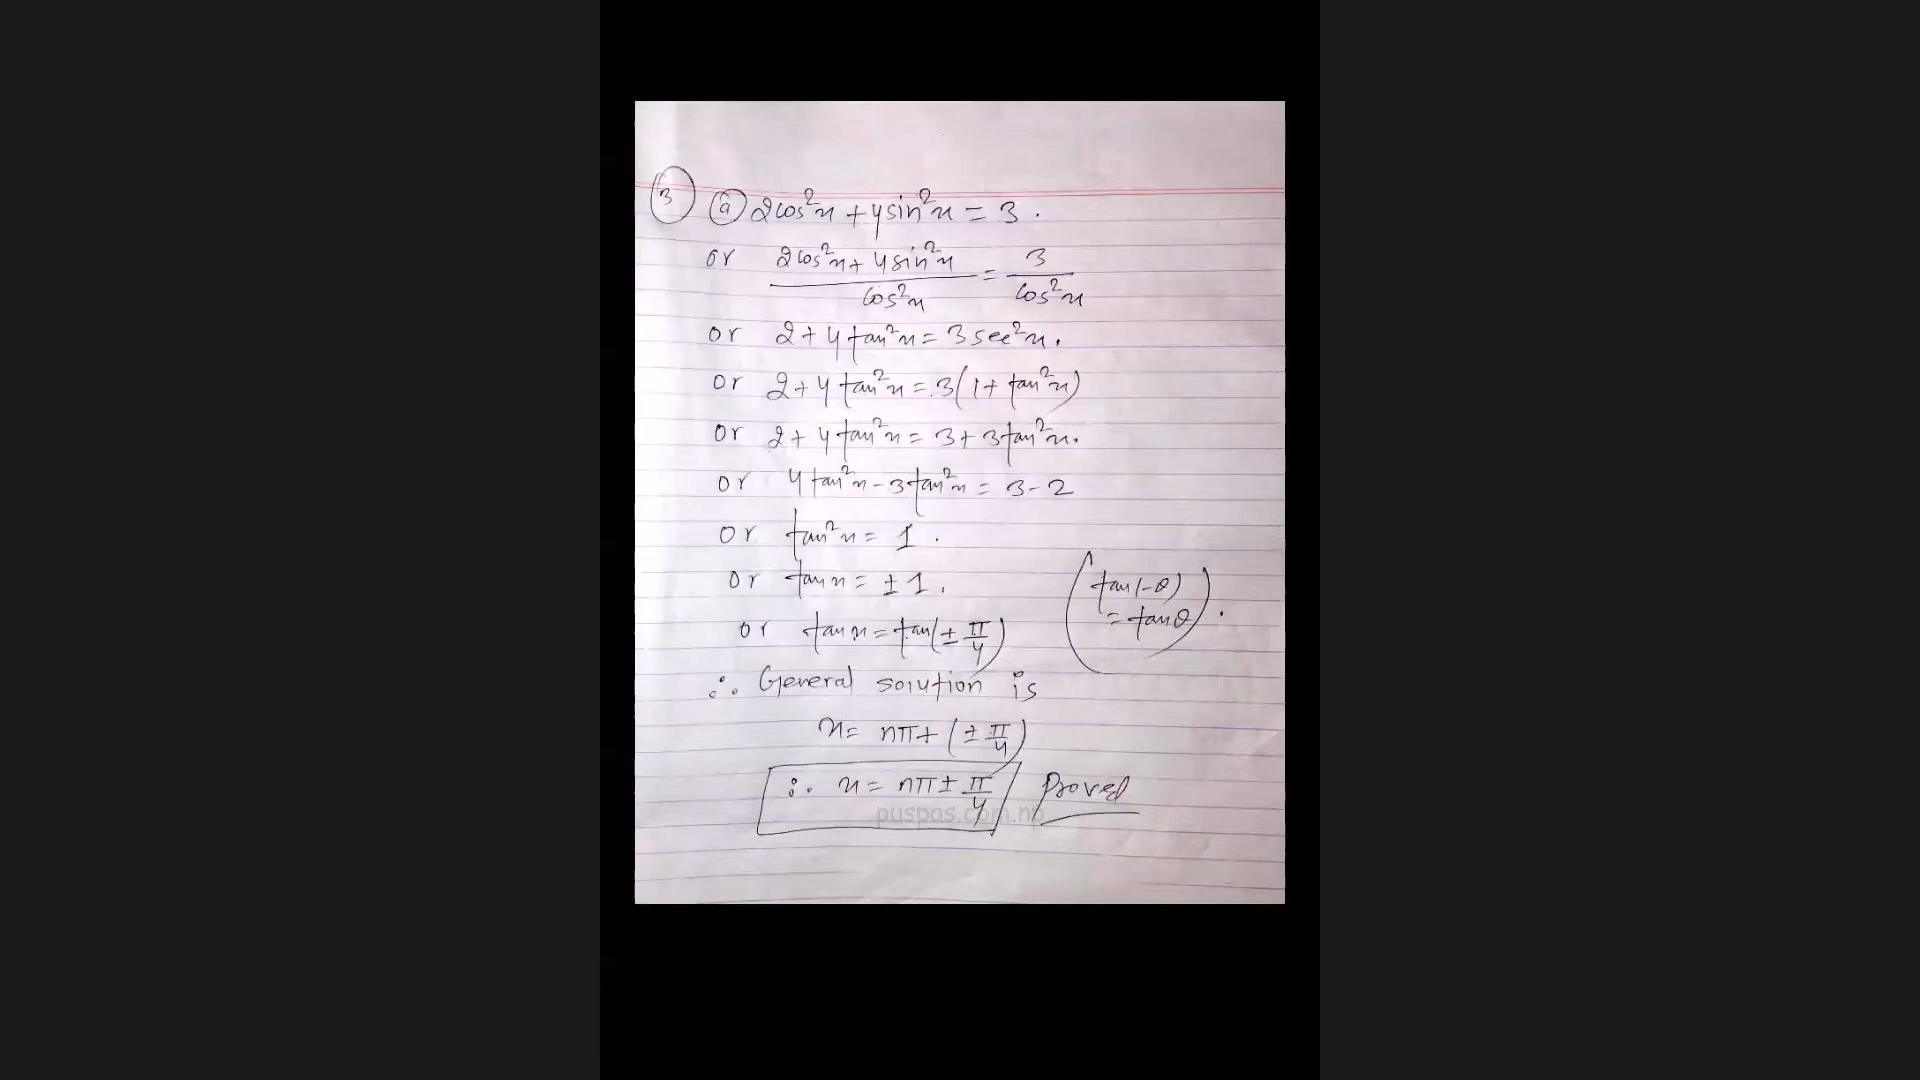 3 a 2cos²x + 4sin²x = 3 .
or (2cos²x + 4sin²x)/cos²x = 3/cos²x
or 2 + 4tan²x = 3sec²x.
or 2 + 4tan²x = 3(1 + tan²x)
or 2 + 4tan²x = 3 + 3tan²x.
or 4tan²x - 3tan²x = 3 - 2
or tan²x = 1 .
or tanx = ±1 .
(tan(-θ)
= tanθ) .
or tanx = tan(± π/4)
∴ General solution is
x = nπ + (± π/4)
∴ x = nπ ± π/4 Proved
puspas.com.np